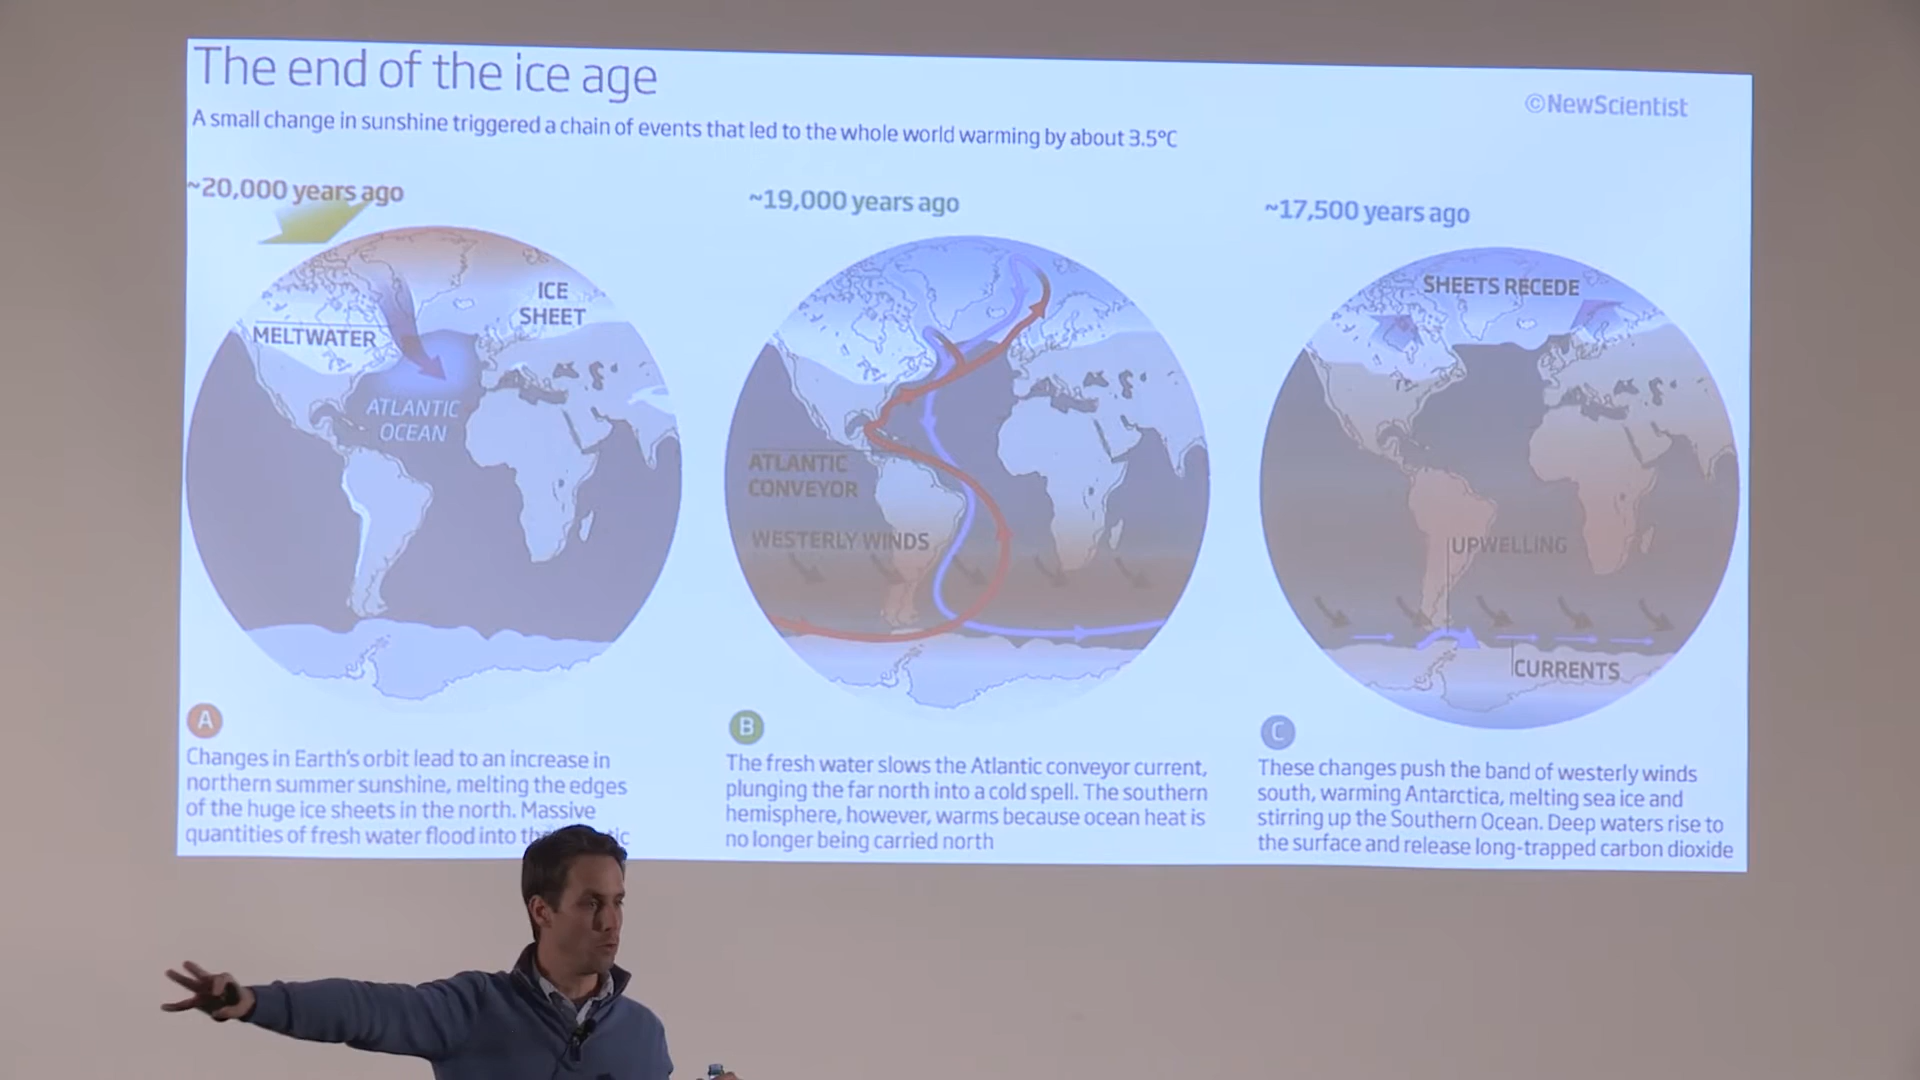 The end of the ice age
©NewScientist
A small change in sunshine triggered a chain of events that led to the whole world warming by about 3.5°C
~20,000 years ago
ICE
SHEET
MELTWATER
ATLANTIC
OCEAN
A
Changes in Earth's orbit lead to an increase in
northern summer sunshine, melting the edges
of the huge ice sheets in the north. Massive
quantities of fresh water flood into
~19,000 years ago
ATLANTIC
CONVEYOR
WESTERLY WINDS
B
The fresh water slows the Atlantic conveyor current,
plunging the far north into a cold spell. The southern
hemisphere, however, warms because ocean heat is
no longer being carried north
~17,500 years ago
SHEETS RECEDE
UPWELLING
CURRENTS
C
These changes push the band of westerly winds
south, warming Antarctica, melting sea ice and
stirring up the Southern Ocean. Deep waters rise to
the surface and release long-trapped carbon dioxide